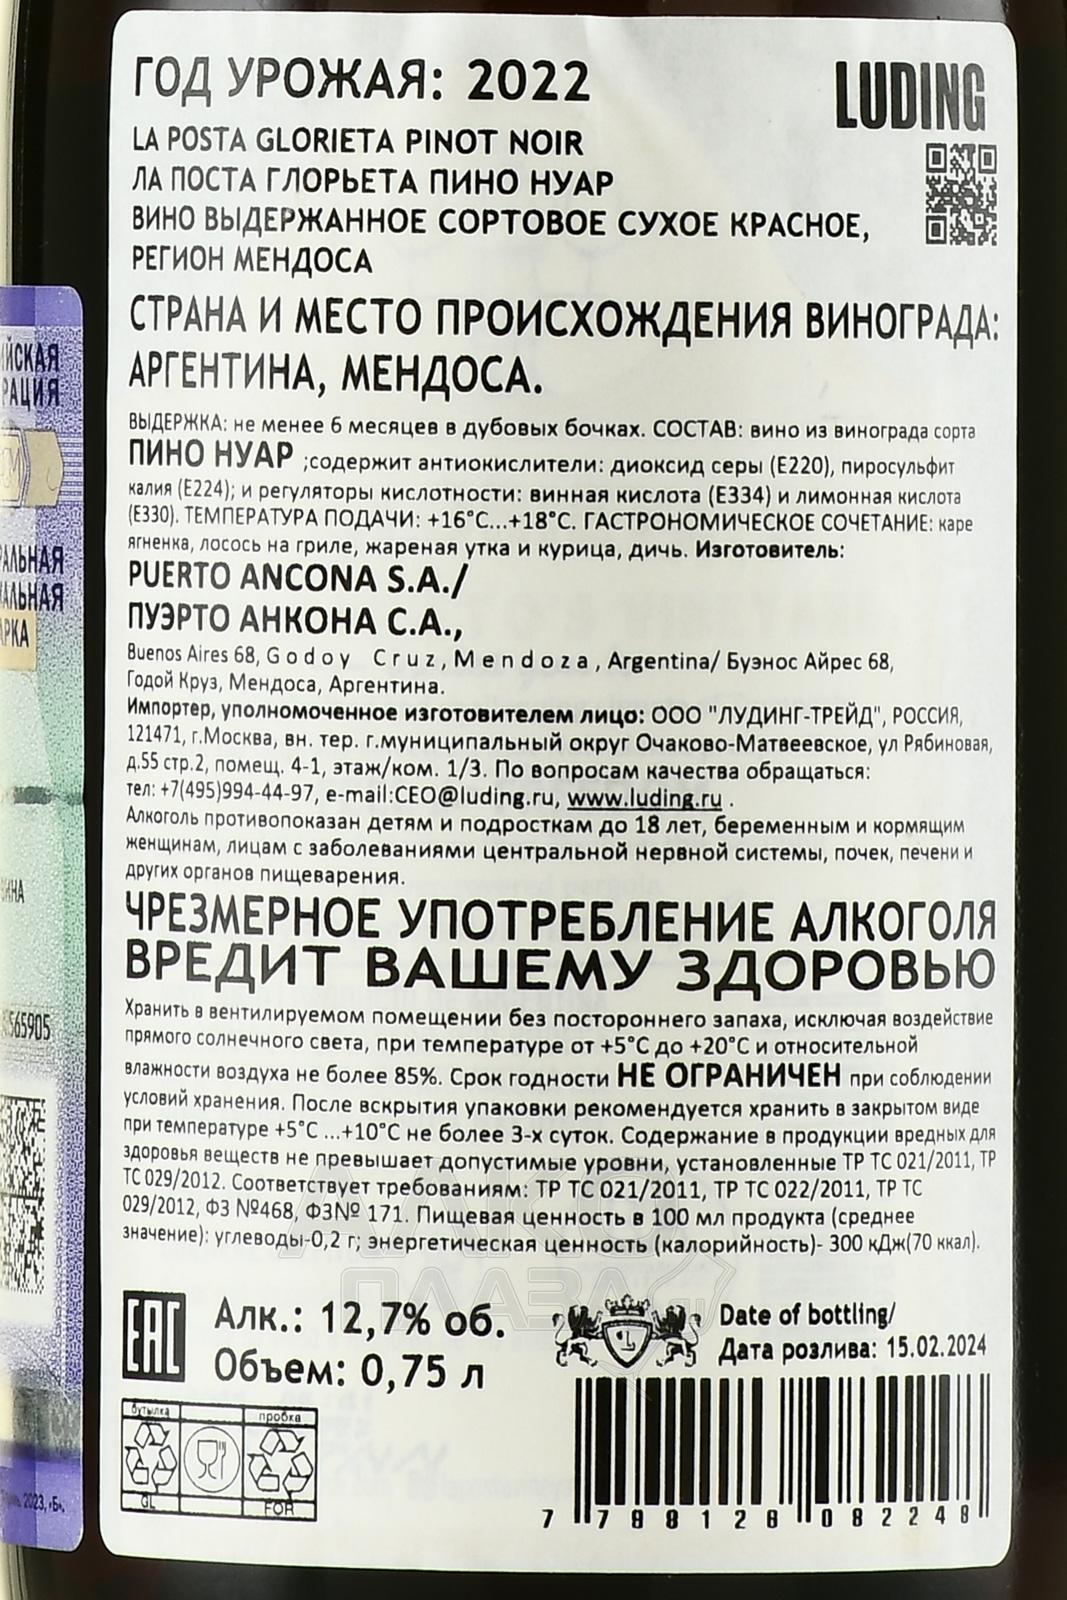 ГОД УРОЖАЯ: 2022
LUDING
LA POSTA GLORIETA PINOT NOIR
ЛА ПОСТА ГЛОРЬЕТА ПИНО НУАР
ВИНО ВЫДЕРЖАННОЕ СОРТОВОЕ СУХОЕ КРАСНОЕ,
РЕГИОН МЕНДОСА
СТРАНА И МЕСТО ПРОИСХОЖДЕНИЯ ВИНОГРАДА:
АРГЕНТИНА, МЕНДОСА.
ВЫДЕРЖКА: не менее 6 месяцев в дубовых бочках. СОСТАВ: вино из винограда сорта
ПИНО НУАР ;содержит антиокислители: диоксид серы (Е220), пиросульфит
калия (Е224); и регуляторы кислотности: винная кислота (Е334) и лимонная кислота
(Е330). ТЕМПЕРАТУРА ПОДАЧИ: +16°С...+18°С. ГАСТРОНОМИЧЕСКОЕ СОЧЕТАНИЕ: каре
ягненка, лосось на гриле, жареная утка и курица, дичь. Изготовитель:
PUERTO ANCONA S.A./
ПУЭРТО АНКОНА С.А.,
Buenos Aires 68, Godoy Cruz, Mendoza, Argentina/ Буэнос Айрес 68,
Годой Круз, Мендоса, Аргентина.
Импортер, уполномоченное изготовителем лицо: ООО "ЛУДИНГ-ТРЕЙД", РОССИЯ,
121471, г.Москва, вн. тер. г.муниципальный округ Очаково-Матвеевское, ул Рябиновая,
д.55 стр.2, помещ. 4-1, этаж/ком. 1/3. По вопросам качества обращаться:
тел: +7(495)994-44-97, e-mail:CEO@luding.ru, www.luding.ru .
Алкоголь противопоказан детям и подросткам до 18 лет, беременным и кормящим
женщинам, лицам с заболеваниями центральной нервной системы, почек, печени и
других органов пищеварения.
ЧРЕЗМЕРНОЕ УПОТРЕБЛЕНИЕ АЛКОГОЛЯ
ВРЕДИТ ВАШЕМУ ЗДОРОВЬЮ
Хранить в вентилируемом помещении без постороннего запаха, исключая воздействие
прямого солнечного света, при температуре от +5°С до +20°С и относительной
влажности воздуха не более 85%. Срок годности НЕ ОГРАНИЧЕН при соблюдении
условий хранения. После вскрытия упаковки рекомендуется хранить в закрытом виде
при температуре +5°С ...+10°С не более 3-х суток. Содержание в продукции вредных для
здоровья веществ не превышает допустимые уровни, установленные ТР ТС 021/2011, ТР
ТС 029/2012. Соответствует требованиям: ТР ТС 021/2011, ТР ТС 022/2011, ТР ТС
029/2012, ФЗ №468, ФЗ№ 171. Пищевая ценность в 100 мл продукта (среднее
значение): углеводы-0,2 г; энергетическая ценность (калорийность)- 300 кДж(70 ккал).
EAC
Алк.: 12,7% об.
Объем: 0,75 л
Date of bottling/
Дата розлива: 15.02.2024
бутылка
пробка
GL
FOR
7 798128 082248
АЛКО
ПЛАЗА
.ru
565905
2023, «Б».